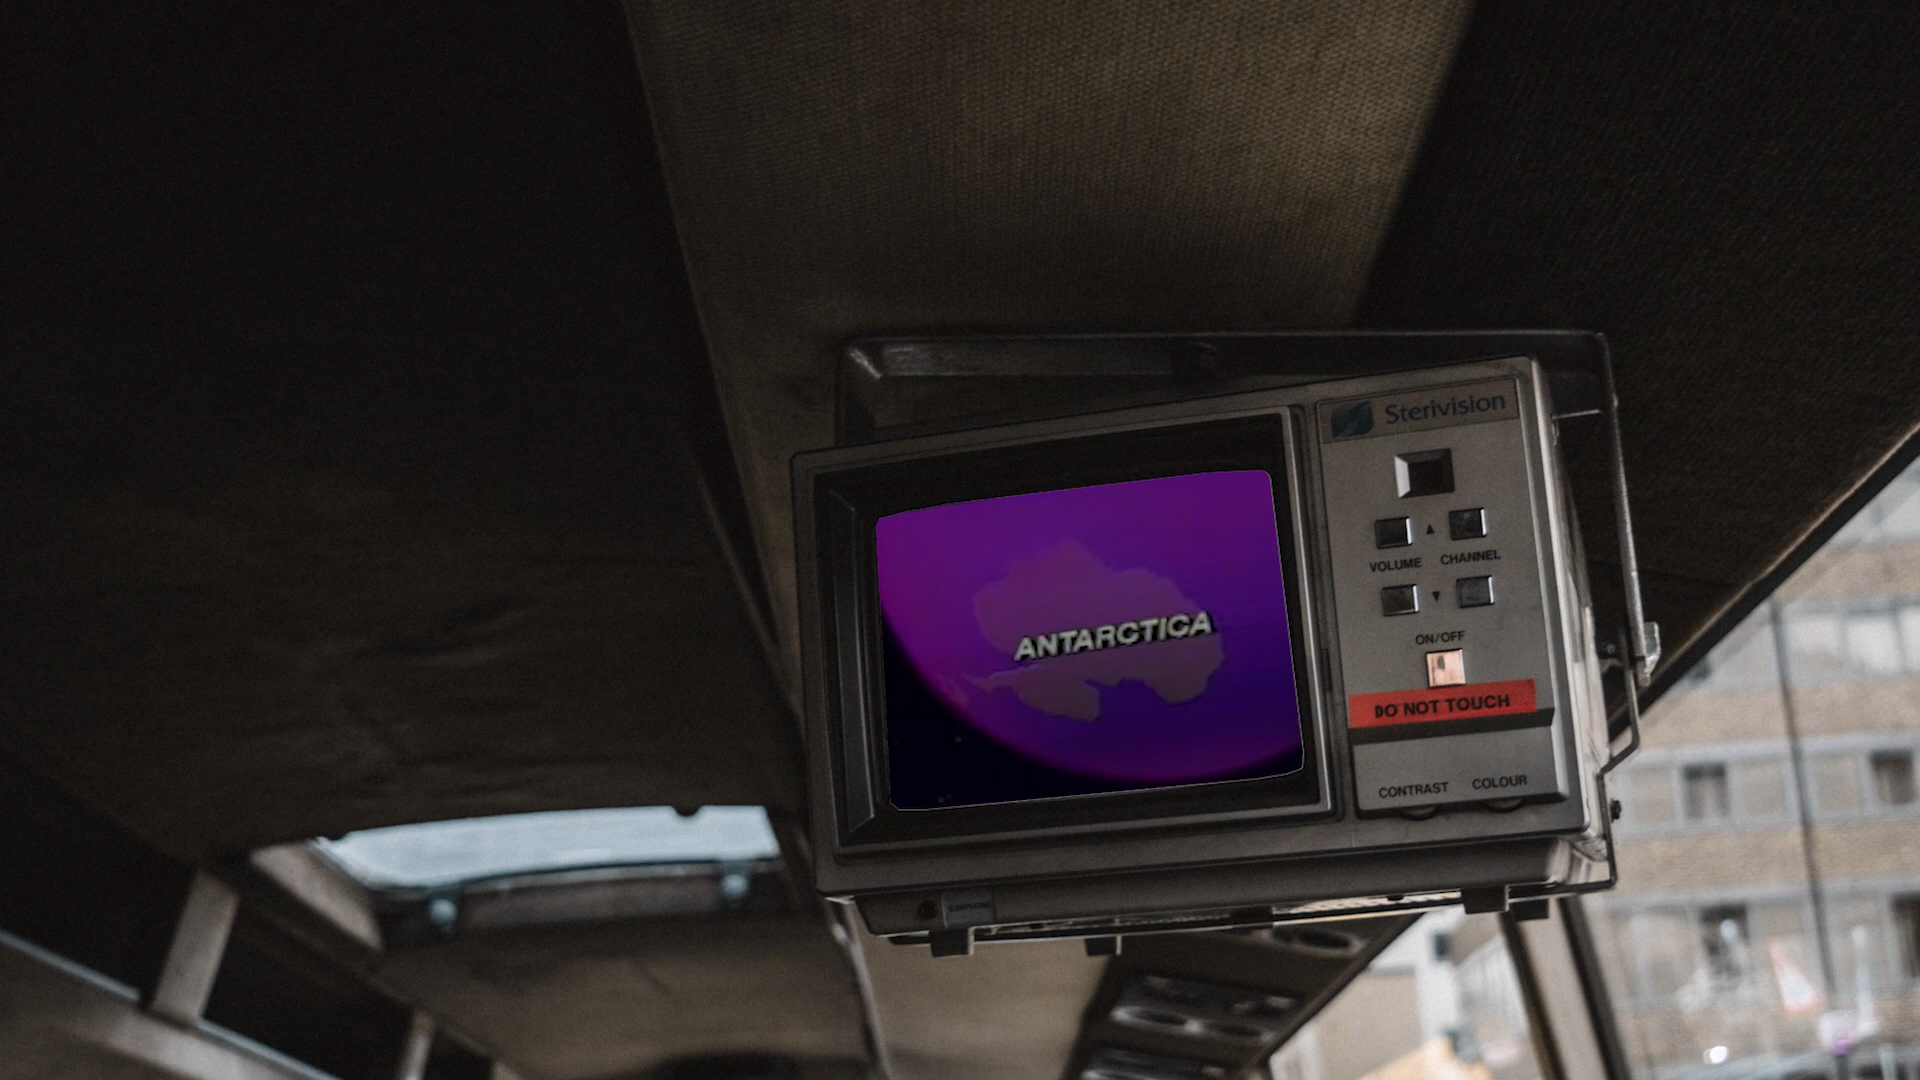 Sterivision
VOLUME CHANNEL
ANTARCTICA
ON/OFF
DO NOT TOUCH
CONTRAST COLOUR